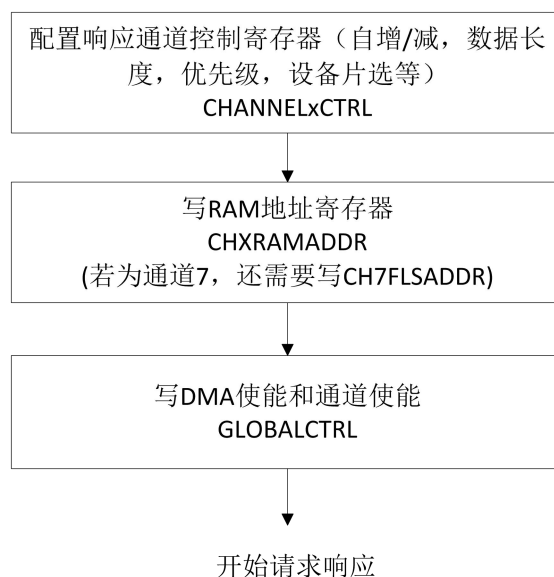 配置响应通道控制寄存器（自增/减，数据长
度，优先级，设备片选等）
CHANNELxCTRL
写RAM地址寄存器
CHXRAMADDR
(若为通道7，还需要写CH7FLSADDR)
写DMA使能和通道使能
GLOBALCTRL
开始请求响应